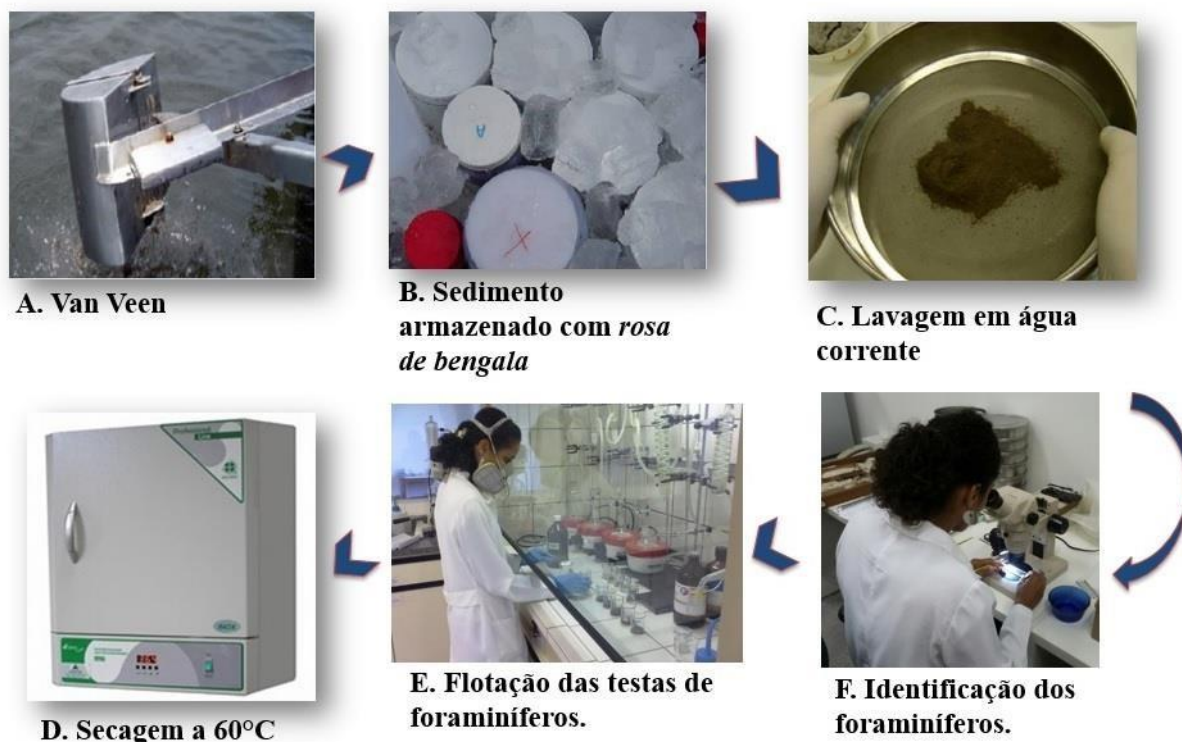 A. Van Veen
B. Sedimento
armazenado com rosa
de bengala
C. Lavagem em água
corrente
D. Secagem a 60°C
E. Flotação das testas de
foraminíferos.
F. Identificação dos
foraminíferos.